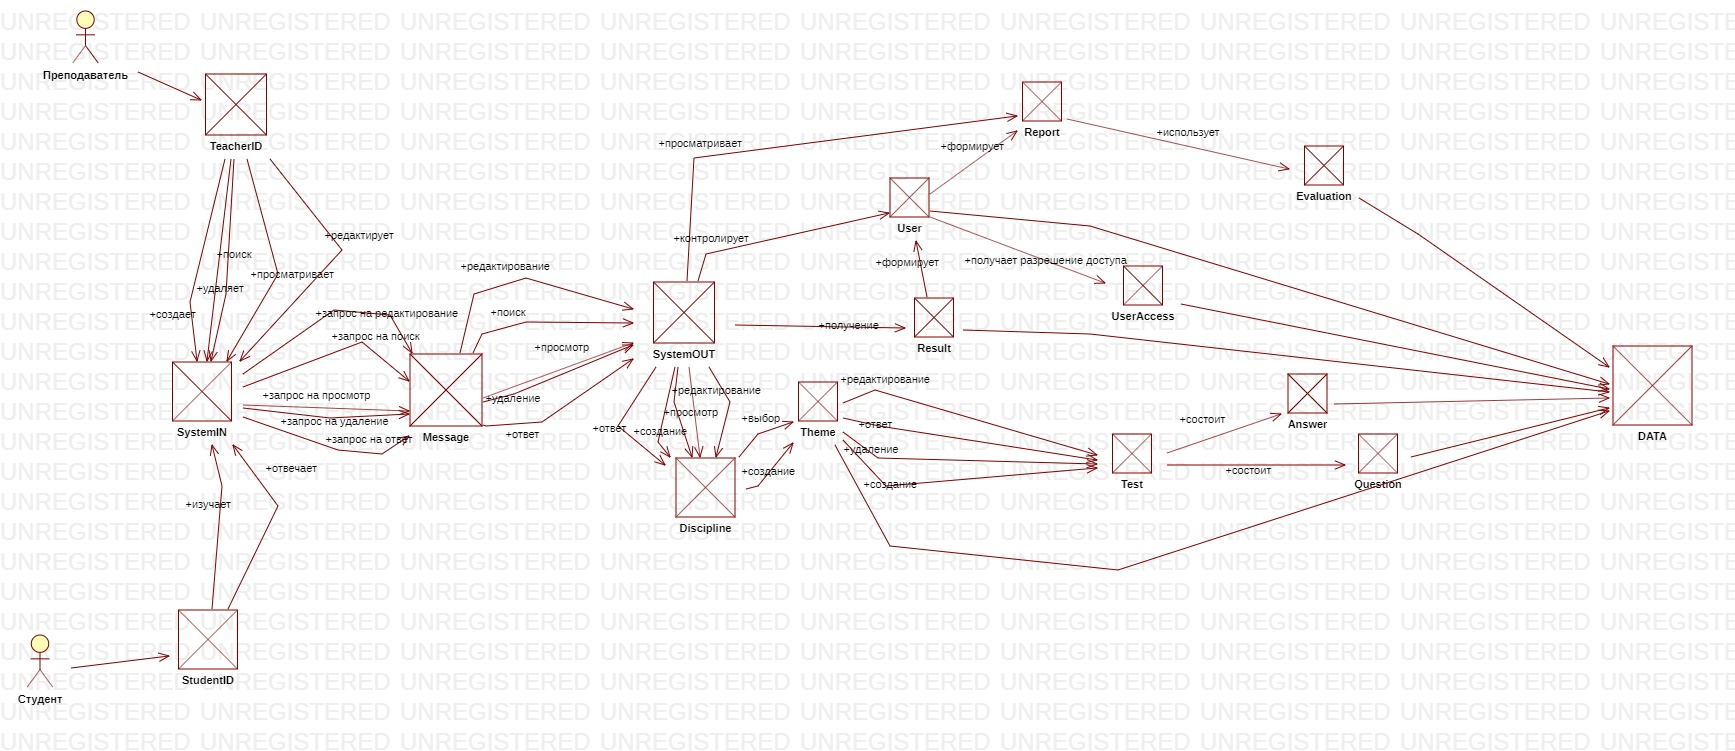 Преподаватель
TeacherID
+создает
+удаляет
+поиск
+просматривает
+редактирует
SystemIN
+запрос на редактирование
+запрос на поиск
+запрос на просмотр
+запрос на удаление
+запрос на ответ
Message
+изучает
+отвечает
StudentID
Студент
+редактирование
+поиск
+просмотр
+удаление
+ответ
SystemOUT
+просматривает
+контролирует
+получение
+ответ
+создание
+просмотр
+редактирование
Discipline
+выбор
+создание
Theme
+редактирование
+ответ
+удаление
+создание
Report
+формирует
+использует
Evaluation
User
+формирует
+получает разрешение доступа
UserAccess
Result
Test
+состоит
+состоит
Answer
Question
DATA
UNREGISTERED